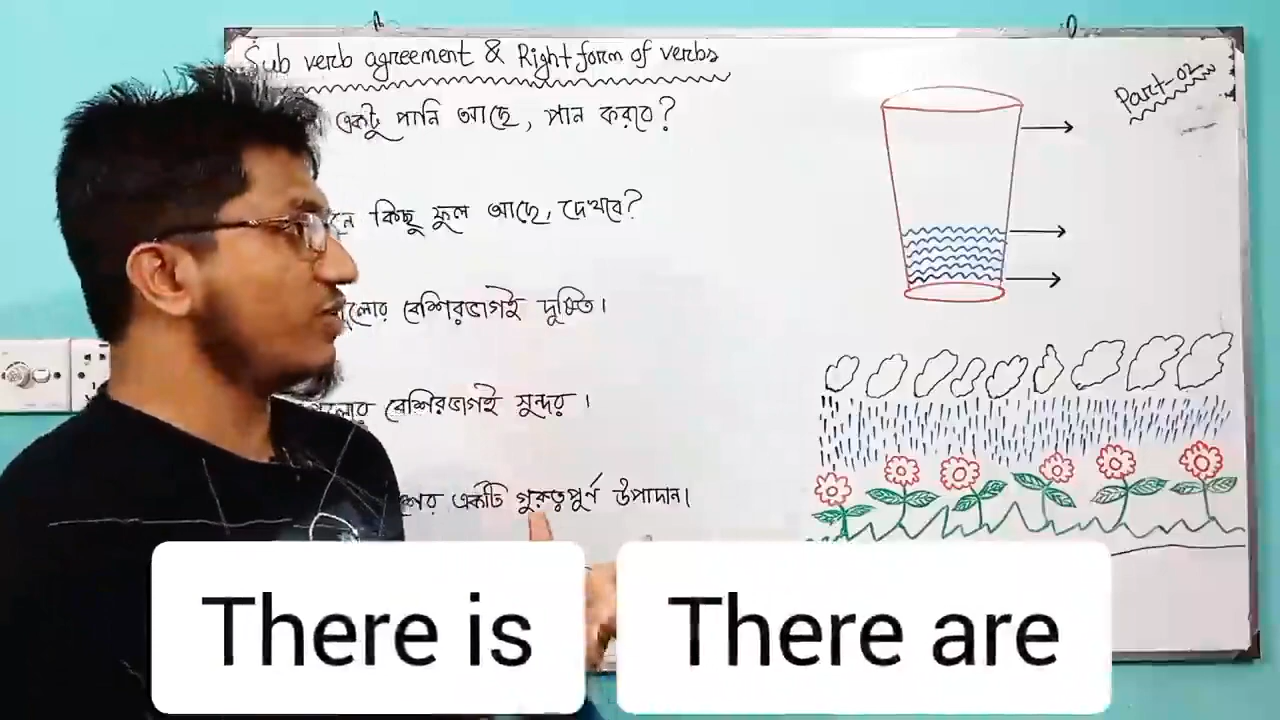 Sub verb agreement & Right form of verbs
Part-02
একটু পানি আছে, পান করবে?
কিছু ফুল আছে, দেখবে?
বেশিরভাগই দূষিত।
বেশিরভাগই সুন্দর।
একটি গুরুত্বপূর্ণ উপাদান।
There is
There are